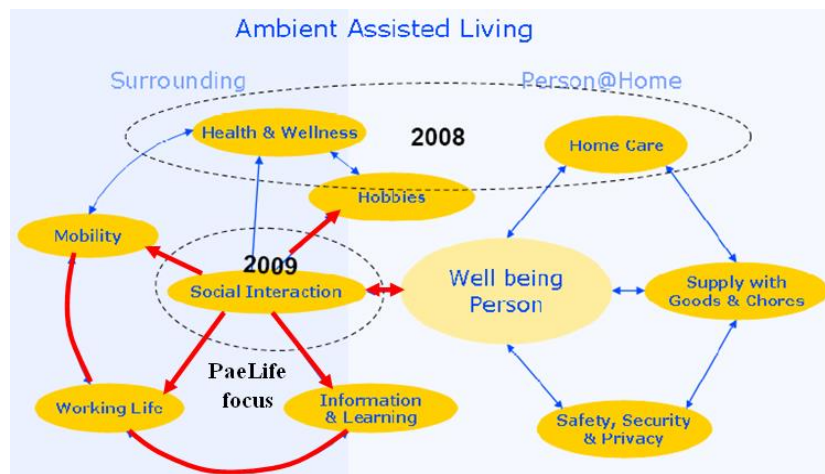 Ambient Assisted Living
Surrounding
Person@Home
Health & Wellness
2008
Home Care
Hobbies
Mobility
2009
Social Interaction
Well being
Person
Supply with
Goods & Chores
PaeLife
focus
Working Life
Information
& Learning
Safety, Security
& Privacy